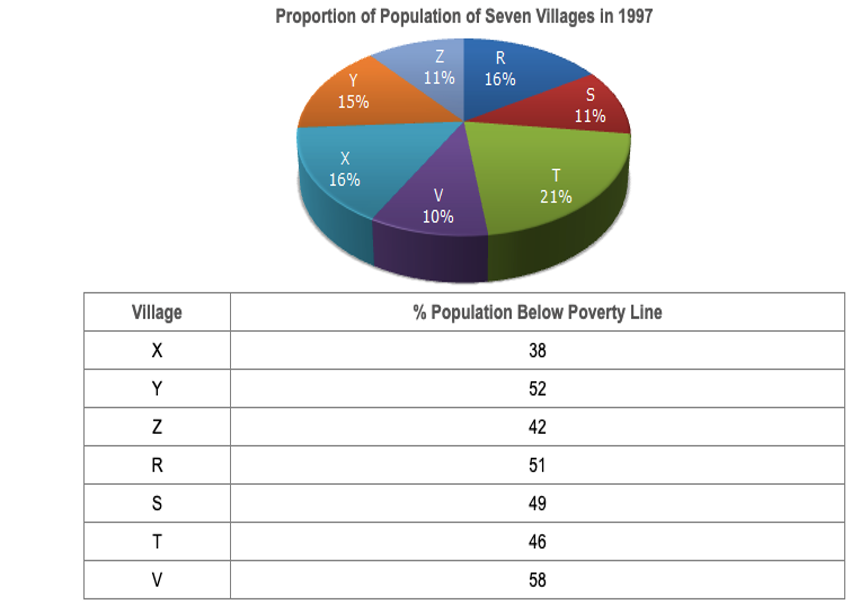 Proportion of Population of Seven Villages in 1997
Z
11%
R
16%
S
11%
Y
15%
X
16%
T
21%
V
10%
Village % Population Below Poverty Line
X 38
Y 52
Z 42
R 51
S 49
T 46
V 58